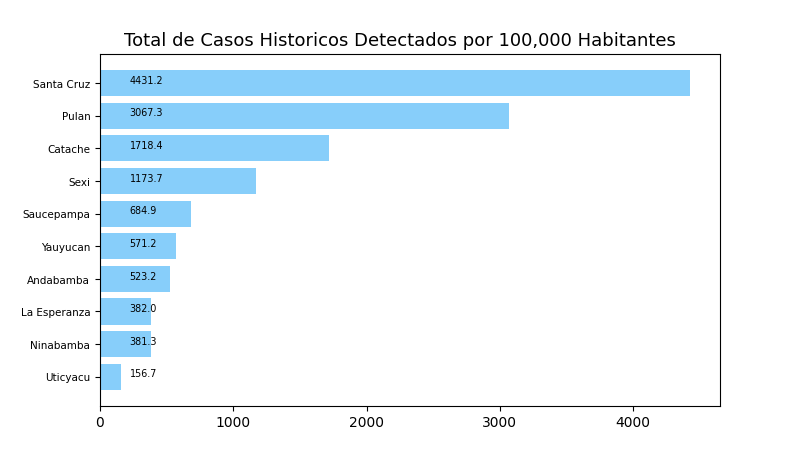 Total de Casos Historicos Detectados por 100,000 Habitantes
Santa Cruz 4431.2
Pulan 3067.3
Catache 1718.4
Sexi 1173.7
Saucepampa 684.9
Yauyucan 571.2
Andabamba 523.2
La Esperanza 382.0
Ninabamba 381.3
Uticyacu 156.7
0 1000 2000 3000 4000